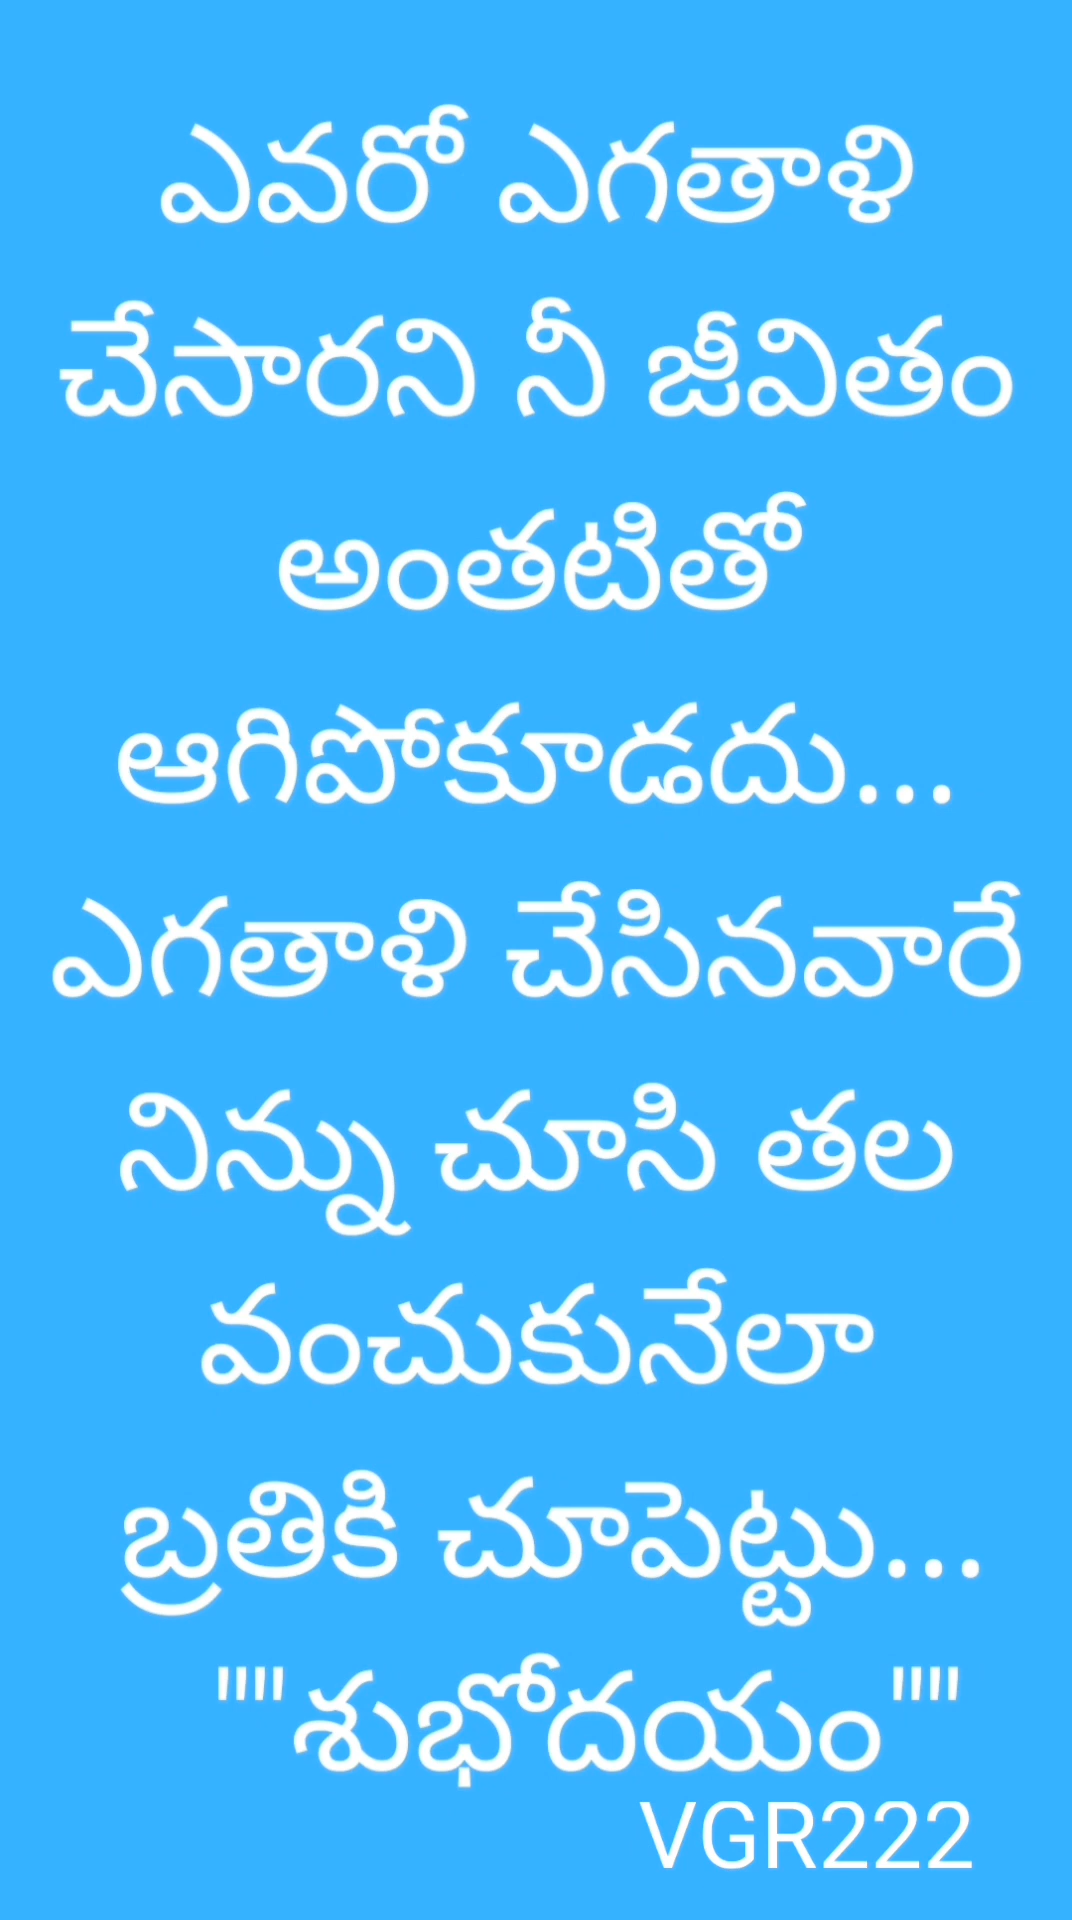 ఎవరో ఎగతాళి
చేసారని నీ జీవితం
అంతటితో
ఆగిపోకూడదు...
ఎగతాళి చేసినవారే
నిన్ను చూసి తల
వంచుకునేలా
బ్రతికి చూపెట్టు...
""శుభోదయం""
VGR222